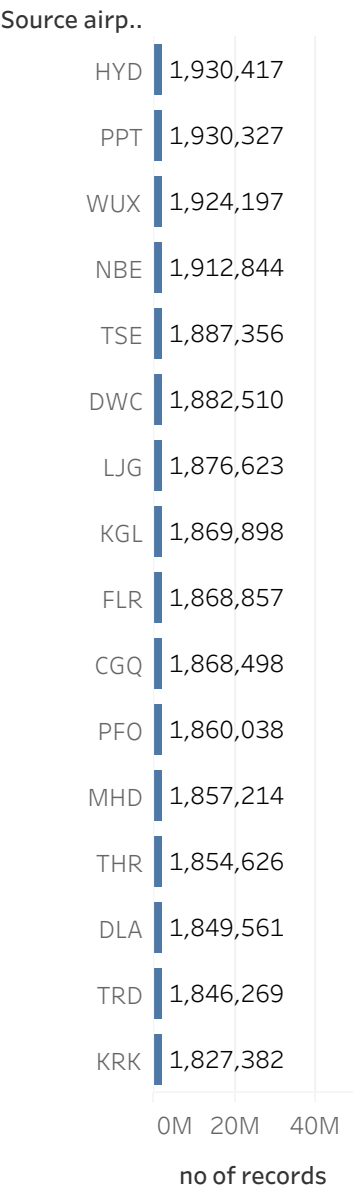 Source airp..
HYD 1,930,417
PPT 1,930,327
WUX 1,924,197
NBE 1,912,844
TSE 1,887,356
DWC 1,882,510
LJG 1,876,623
KGL 1,869,898
FLR 1,868,857
CGQ 1,868,498
PFO 1,860,038
MHD 1,857,214
THR 1,854,626
DLA 1,849,561
TRD 1,846,269
KRK 1,827,382
0M 20M 40M
no of records